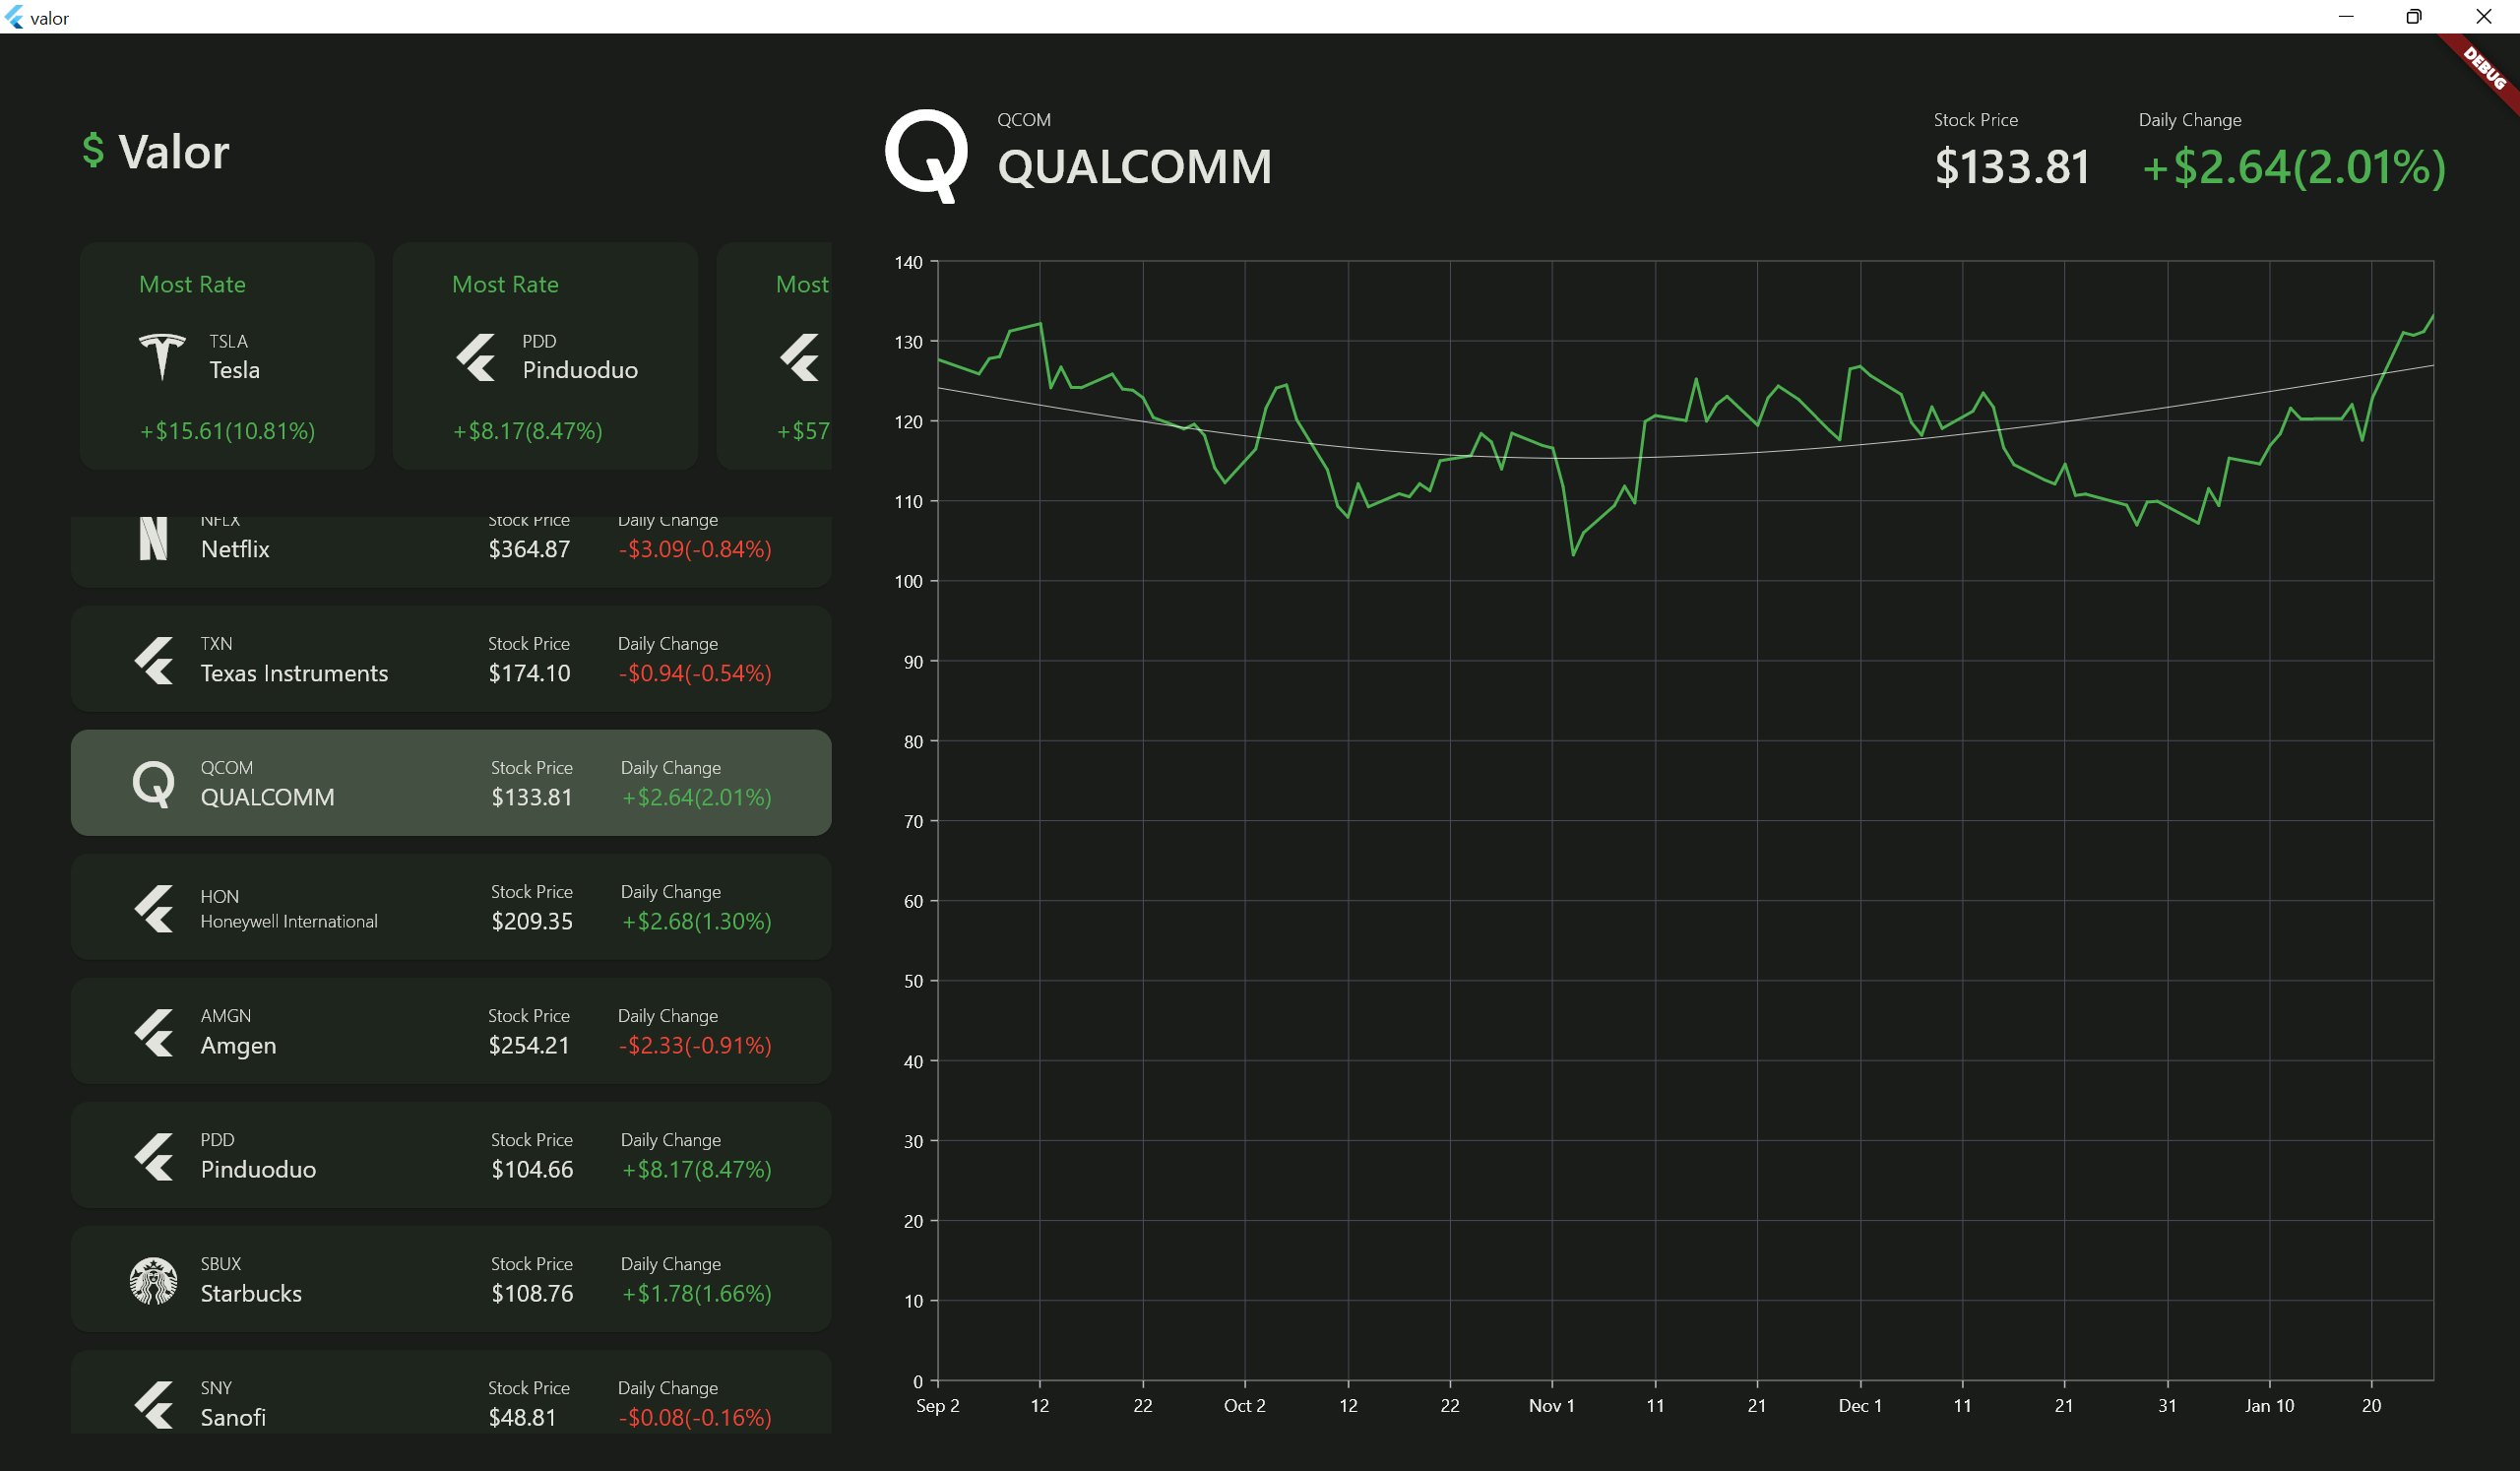 valor
DEBUG
$ Valor
Most Rate
TSLA
Tesla
+$15.61(10.81%)
Most Rate
PDD
Pinduoduo
+$8.17(8.47%)
Most
+$57
NFLX Stock Price Daily Change
Netflix $364.87 -$3.09(-0.84%)
TXN Stock Price Daily Change
Texas Instruments $174.10 -$0.94(-0.54%)
QCOM Stock Price Daily Change
QUALCOMM $133.81 +$2.64(2.01%)
HON Stock Price Daily Change
Honeywell International $209.35 +$2.68(1.30%)
AMGN Stock Price Daily Change
Amgen $254.21 -$2.33(-0.91%)
PDD Stock Price Daily Change
Pinduoduo $104.66 +$8.17(8.47%)
SBUX Stock Price Daily Change
Starbucks $108.76 +$1.78(1.66%)
SNY Stock Price Daily Change
Sanofi $48.81 -$0.08(-0.16%)
QCOM Stock Price Daily Change
QUALCOMM $133.81 +$2.64(2.01%)
140
130
120
110
100
90
80
70
60
50
40
30
20
10
0
Sep 2 12 22 Oct 2 12 22 Nov 1 11 21 Dec 1 11 21 31 Jan 10 20